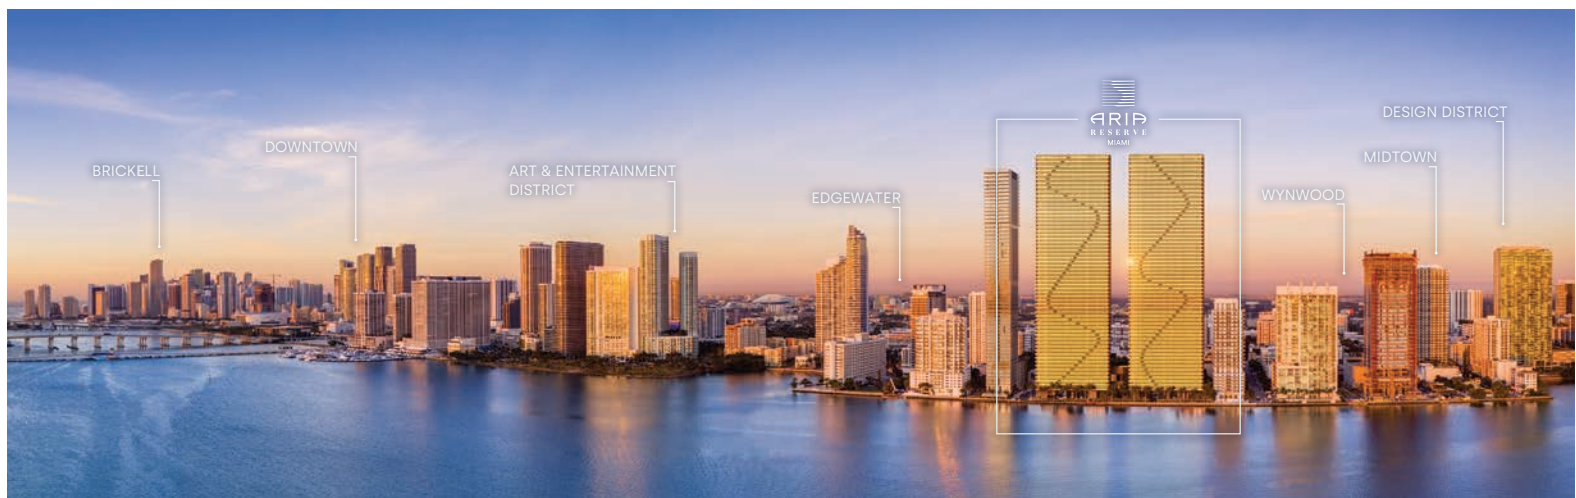 BRICKELL
DOWNTOWN
ART & ENTERTAINMENT
DISTRICT
EDGEWATER
ARIA
RESERVE
MIAMI
WYNWOOD
MIDTOWN
DESIGN DISTRICT